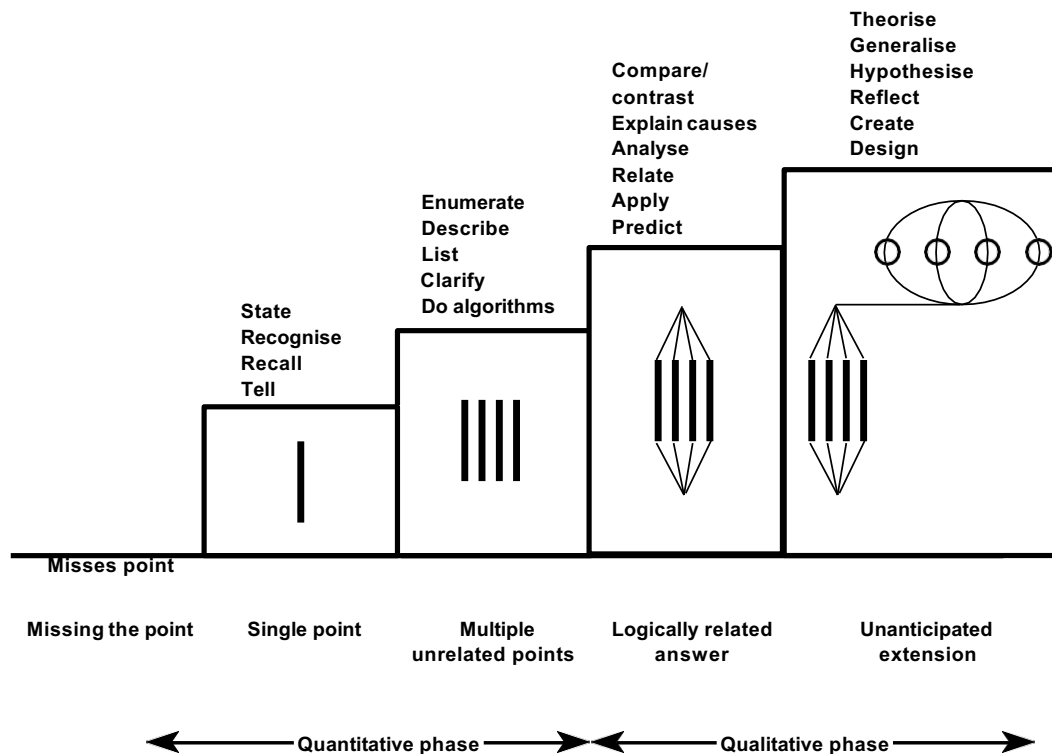 Theorise
Generalise
Hypothesise
Reflect
Create
Design
Compare/
contrast
Explain causes
Analyse
Relate
Apply
Predict
Enumerate
Describe
List
Clarify
Do algorithms
State
Recognise
Recall
Tell
Misses point
Missing the point
Single point
Multiple
unrelated points
Logically related
answer
Unanticipated
extension
Quantitative phase
Qualitative phase